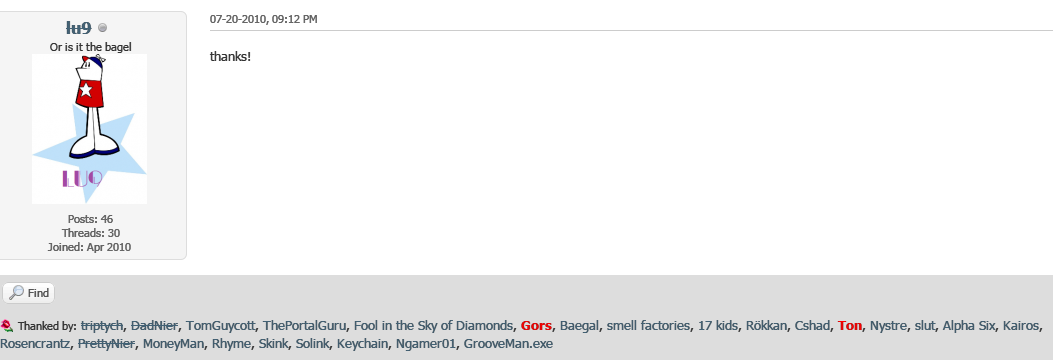 lu9
Or is it the bagel
LU9
Posts: 46
Threads: 30
Joined: Apr 2010
07-20-2010, 09:12 PM
thanks!
Find
Thanked by: triptych, DadNier, TomGuycott, ThePortalGuru, Fool in the Sky of Diamonds, Gors, Baegal, smell factories, 17 kids, Rökkan, Cshad, Ton, Nystre, slut, Alpha Six, Kairos,
Rosencrantz, PrettyNier, MoneyMan, Rhyme, Skink, Solink, Keychain, Ngamer01, GrooveMan.exe